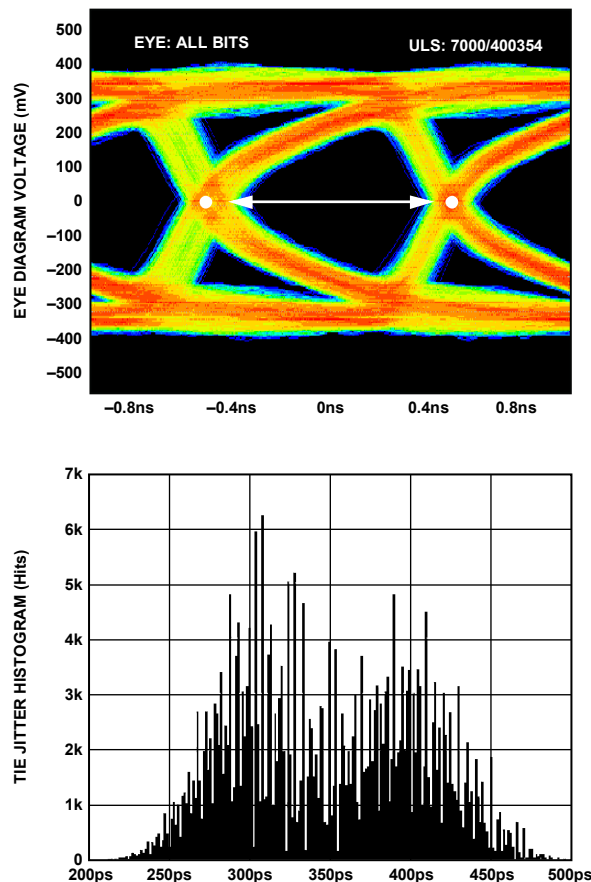 EYE: ALL BITS
ULS: 7000/400354
EYE DIAGRAM VOLTAGE (mV)
500
400
300
200
100
0
–100
–200
–300
–400
–500
–0.8ns –0.4ns 0ns 0.4ns 0.8ns
TIE JITTER HISTOGRAM (Hits)
7k
6k
5k
4k
3k
2k
1k
0
200ps 250ps 300ps 350ps 400ps 450ps 500ps